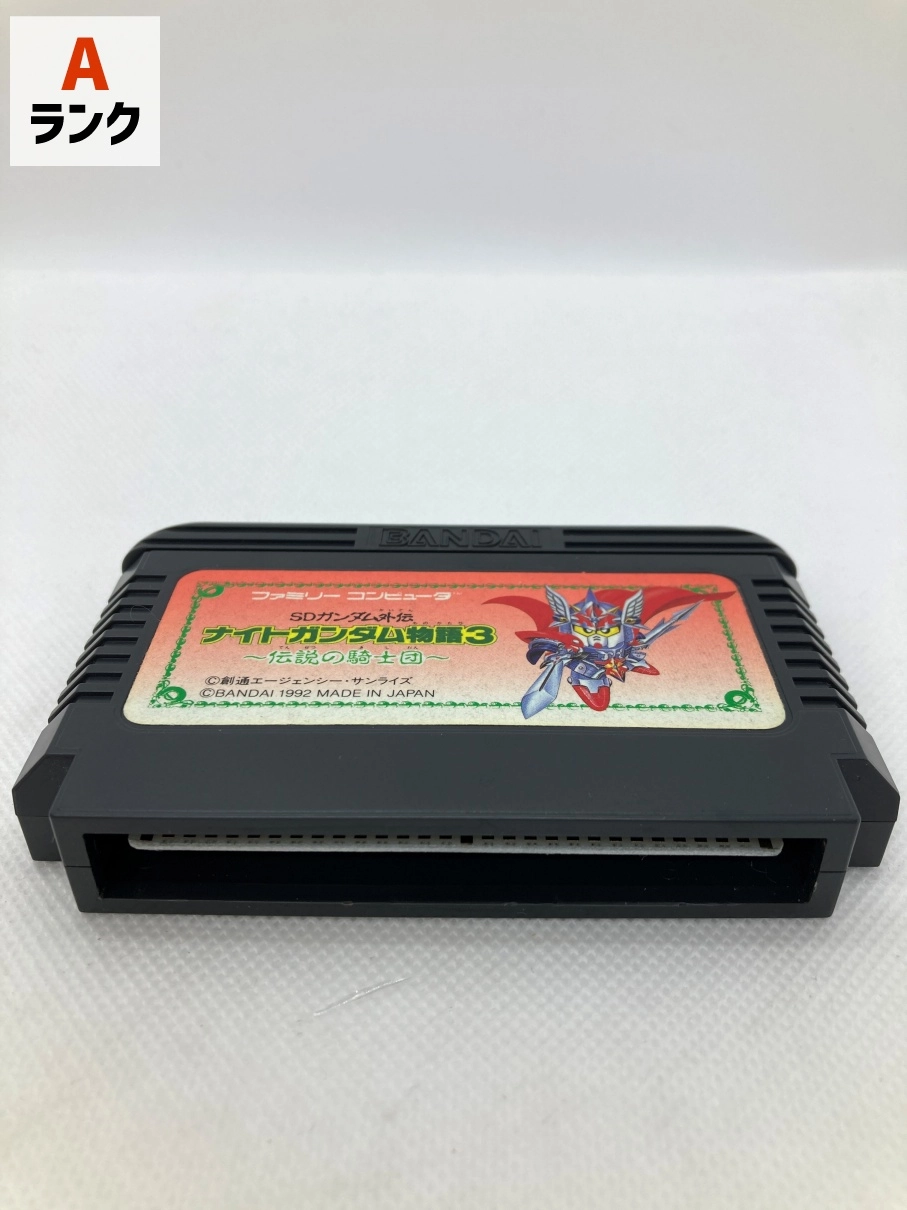 A
ランク
BANDAI
ファミリー コンピュータ™
SDガンダム外伝
ナイトガンダム物語3
～伝説の騎士団～
©創通エージェンシー・サンライズ
©BANDAI 1992 MADE IN JAPAN